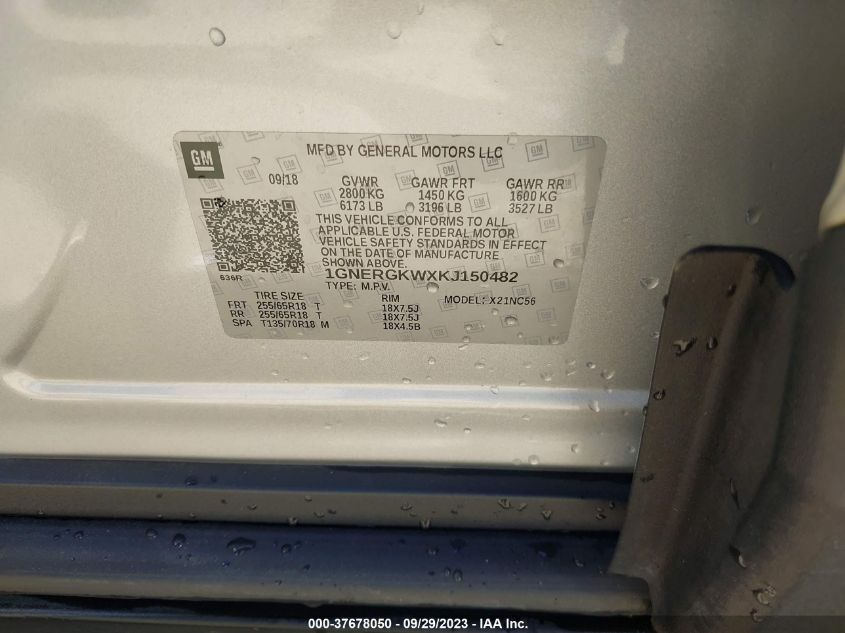 GM
MFD BY GENERAL MOTORS LLC
09/18 GVWR GAWR FRT GAWR RR
2800 KG 1450 KG 1600 KG
6173 LB 3196 LB 3527 LB
THIS VEHICLE CONFORMS TO ALL
APPLICABLE U.S. FEDERAL MOTOR
VEHICLE SAFETY STANDARDS IN EFFECT
ON THE DATE OF MANUFACTURE
SHOWN ABOVE.
636R
1GNERGKWXKJ150482
TYPE: M.P.V.
TIRE SIZE RIM MODEL: X21NC56
FRT 255/65R18 T 18X7.5J
RR 255/65R18 T 18X7.5J
SPA T135/70R18 M 18X4.5B
000-37678050 / 09/29/2023 / IAA Inc.